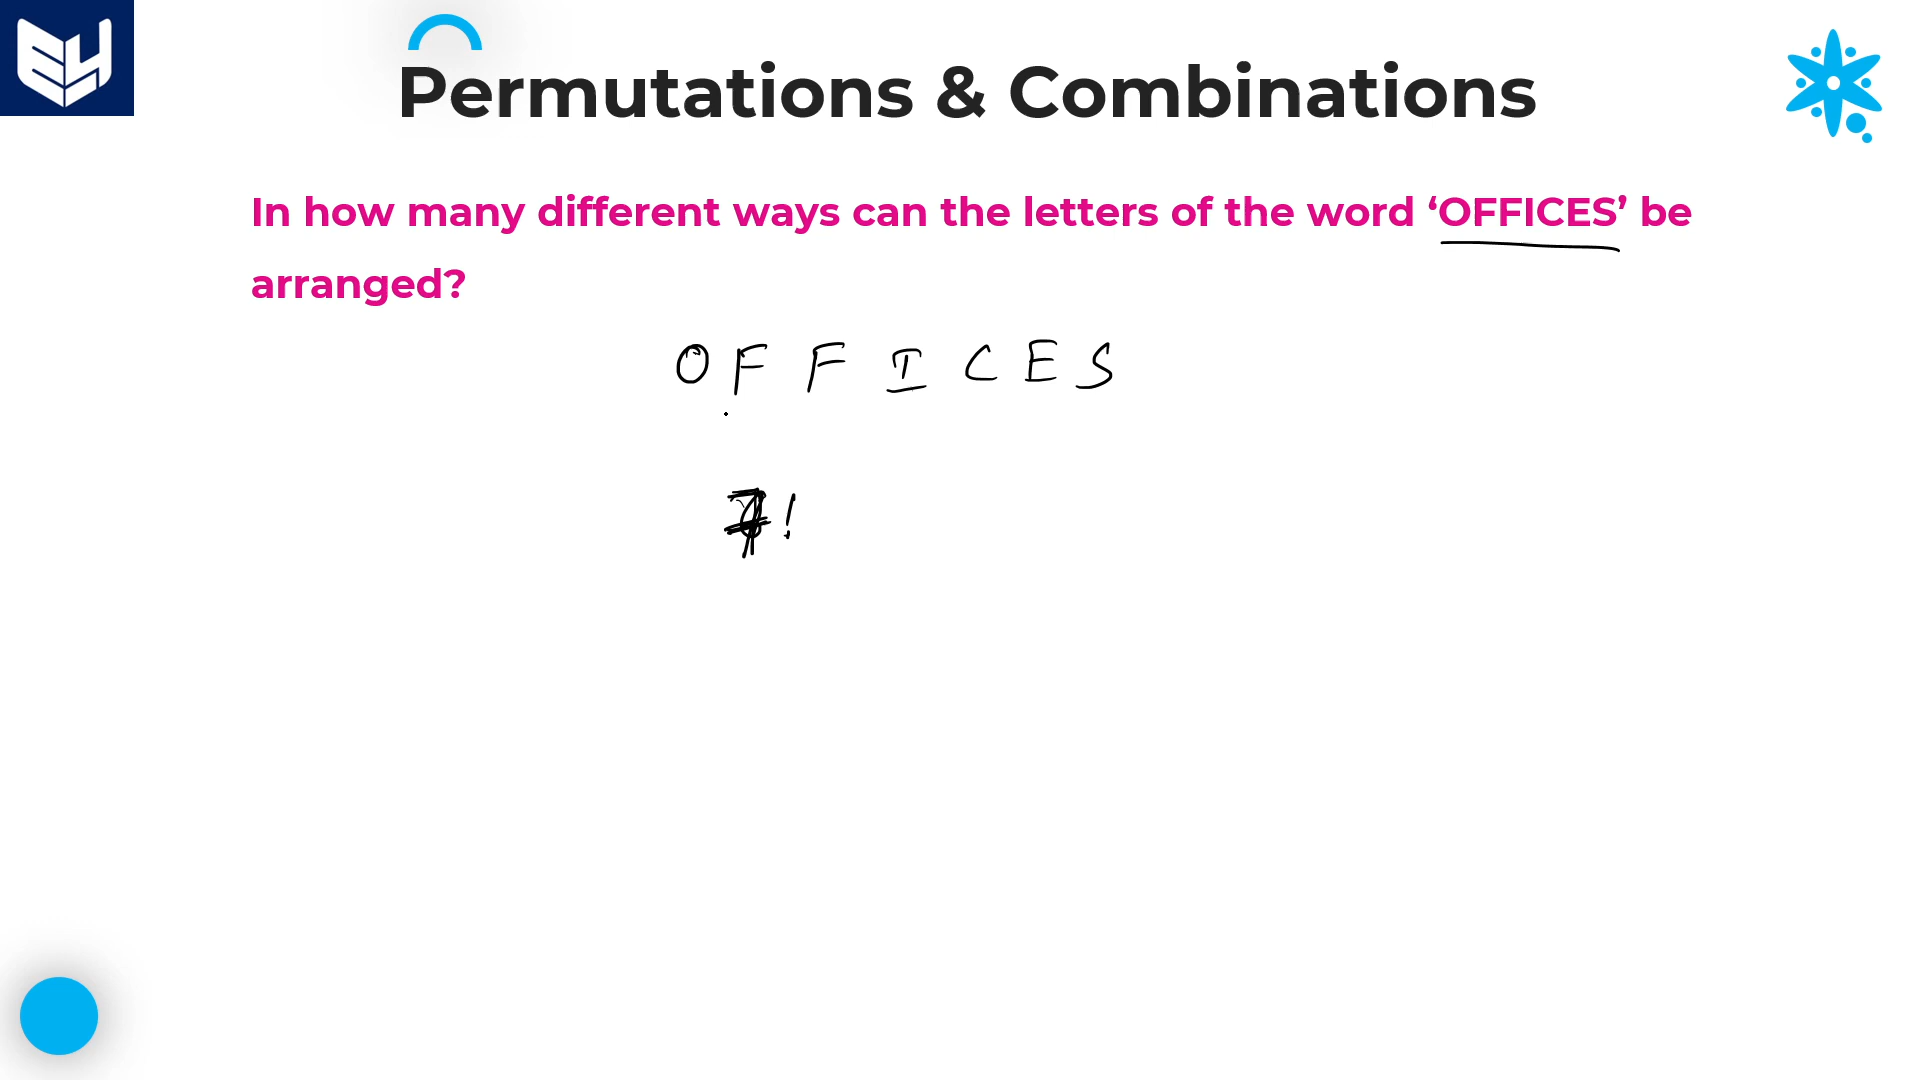 Permutations & Combinations
In how many different ways can the letters of the word ‘OFFICES’ be
arranged?
O F F I C E S
7!